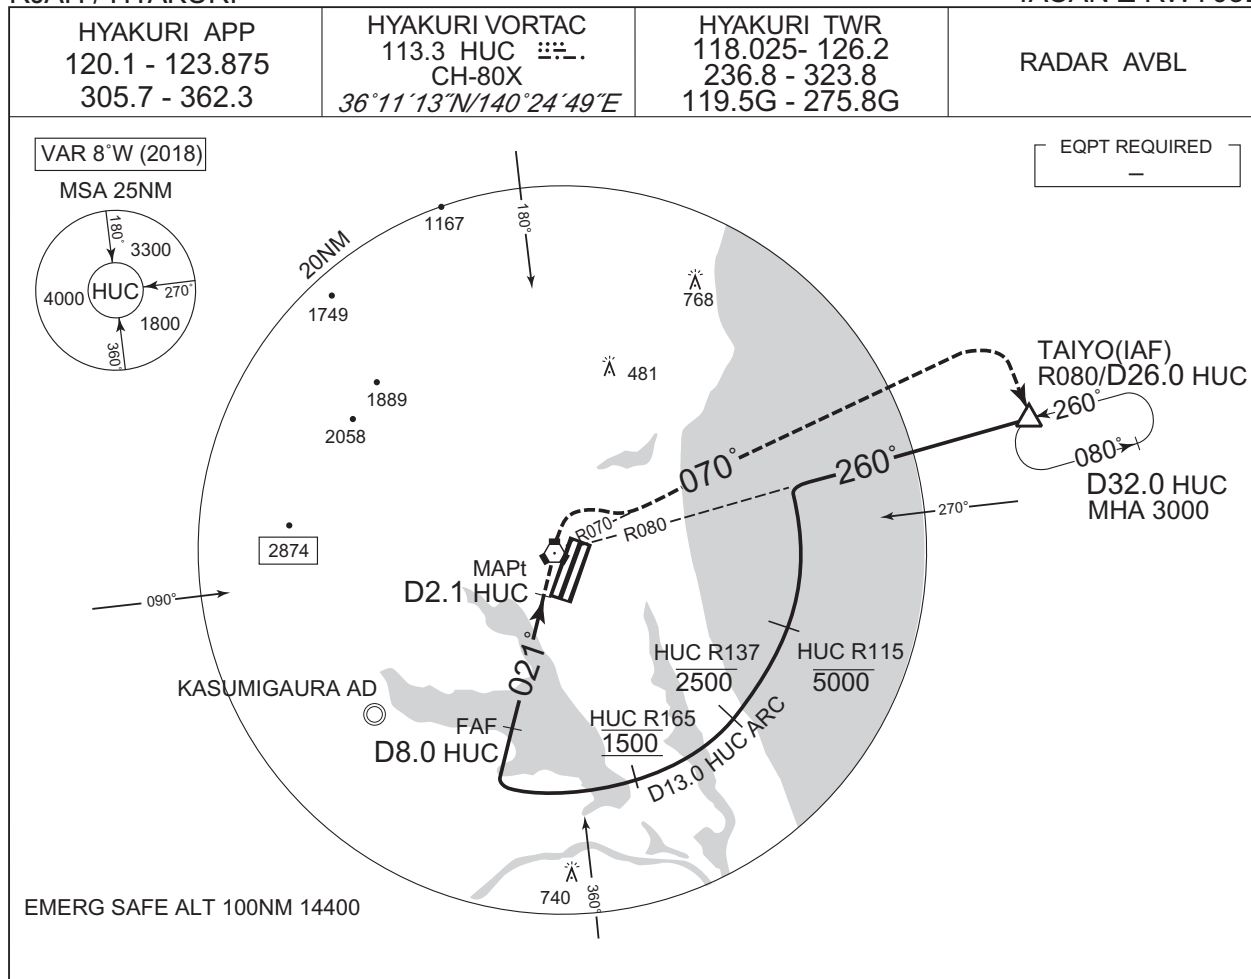 HYAKURI APP
120.1 - 123.875
305.7 - 362.3
HYAKURI VORTAC
113.3 HUC
CH-80X
36°11´13˝N/140°24´49˝E
HYAKURI TWR
118.025- 126.2
236.8 - 323.8
119.5G - 275.8G
RADAR AVBL
VAR 8°W (2018)
MSA 25NM
180°
3300
4000
HUC
270°
1800
360°
EQPT REQUIRED
–
180°
1167
20NM
1749
768
481
1889
2058
TAIYO(IAF)
R080/D26.0 HUC
260°
080°
D32.0 HUC
MHA 3000
070°
260°
270°
R070
R080
2874
MAPt
D2.1 HUC
090°
021°
HUC R137
2500
HUC R115
5000
KASUMIGAURA AD
FAF
D8.0 HUC
HUC R165
1500
D13.0 HUC ARC
740
360°
EMERG SAFE ALT 100NM 14400